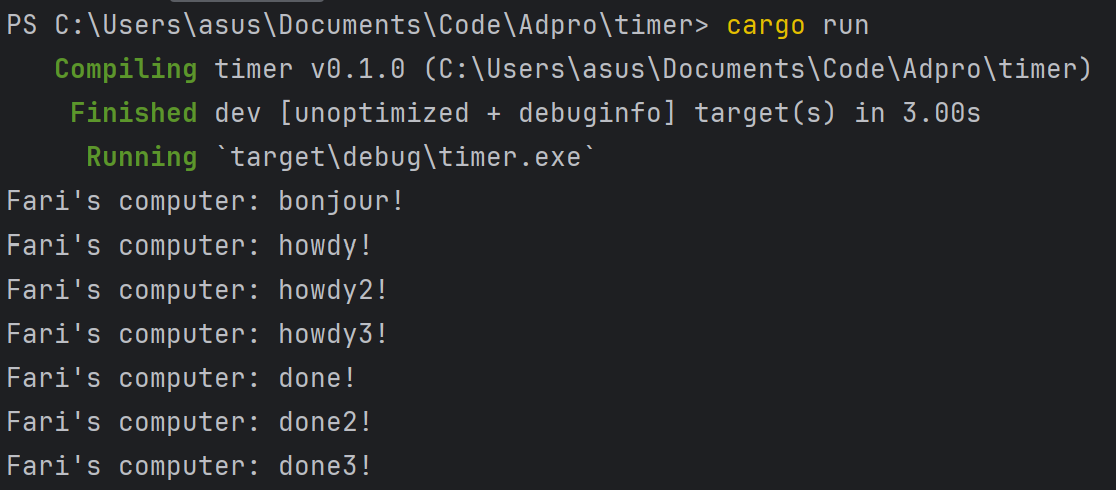 PS C:\Users\asus\Documents\Code\Adpro\timer> cargo run
Compiling timer v0.1.0 (C:\Users\asus\Documents\Code\Adpro\timer)
Finished dev [unoptimized + debuginfo] target(s) in 3.00s
Running `target\debug\timer.exe`
Fari's computer: bonjour!
Fari's computer: howdy!
Fari's computer: howdy2!
Fari's computer: howdy3!
Fari's computer: done!
Fari's computer: done2!
Fari's computer: done3!